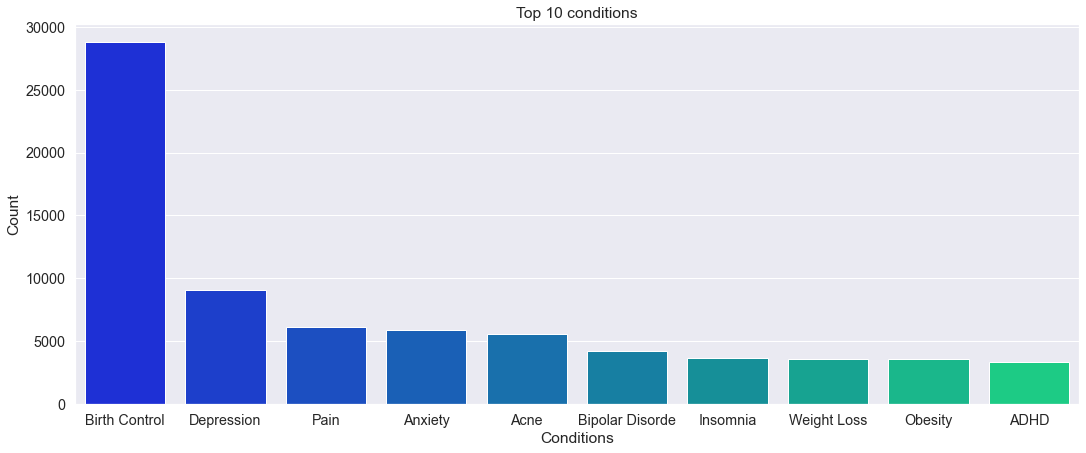 Top 10 conditions
30000
25000
20000
15000
10000
5000
0
Count
Birth Control Depression Pain Anxiety Acne Bipolar Disorde Insomnia Weight Loss Obesity ADHD
Conditions